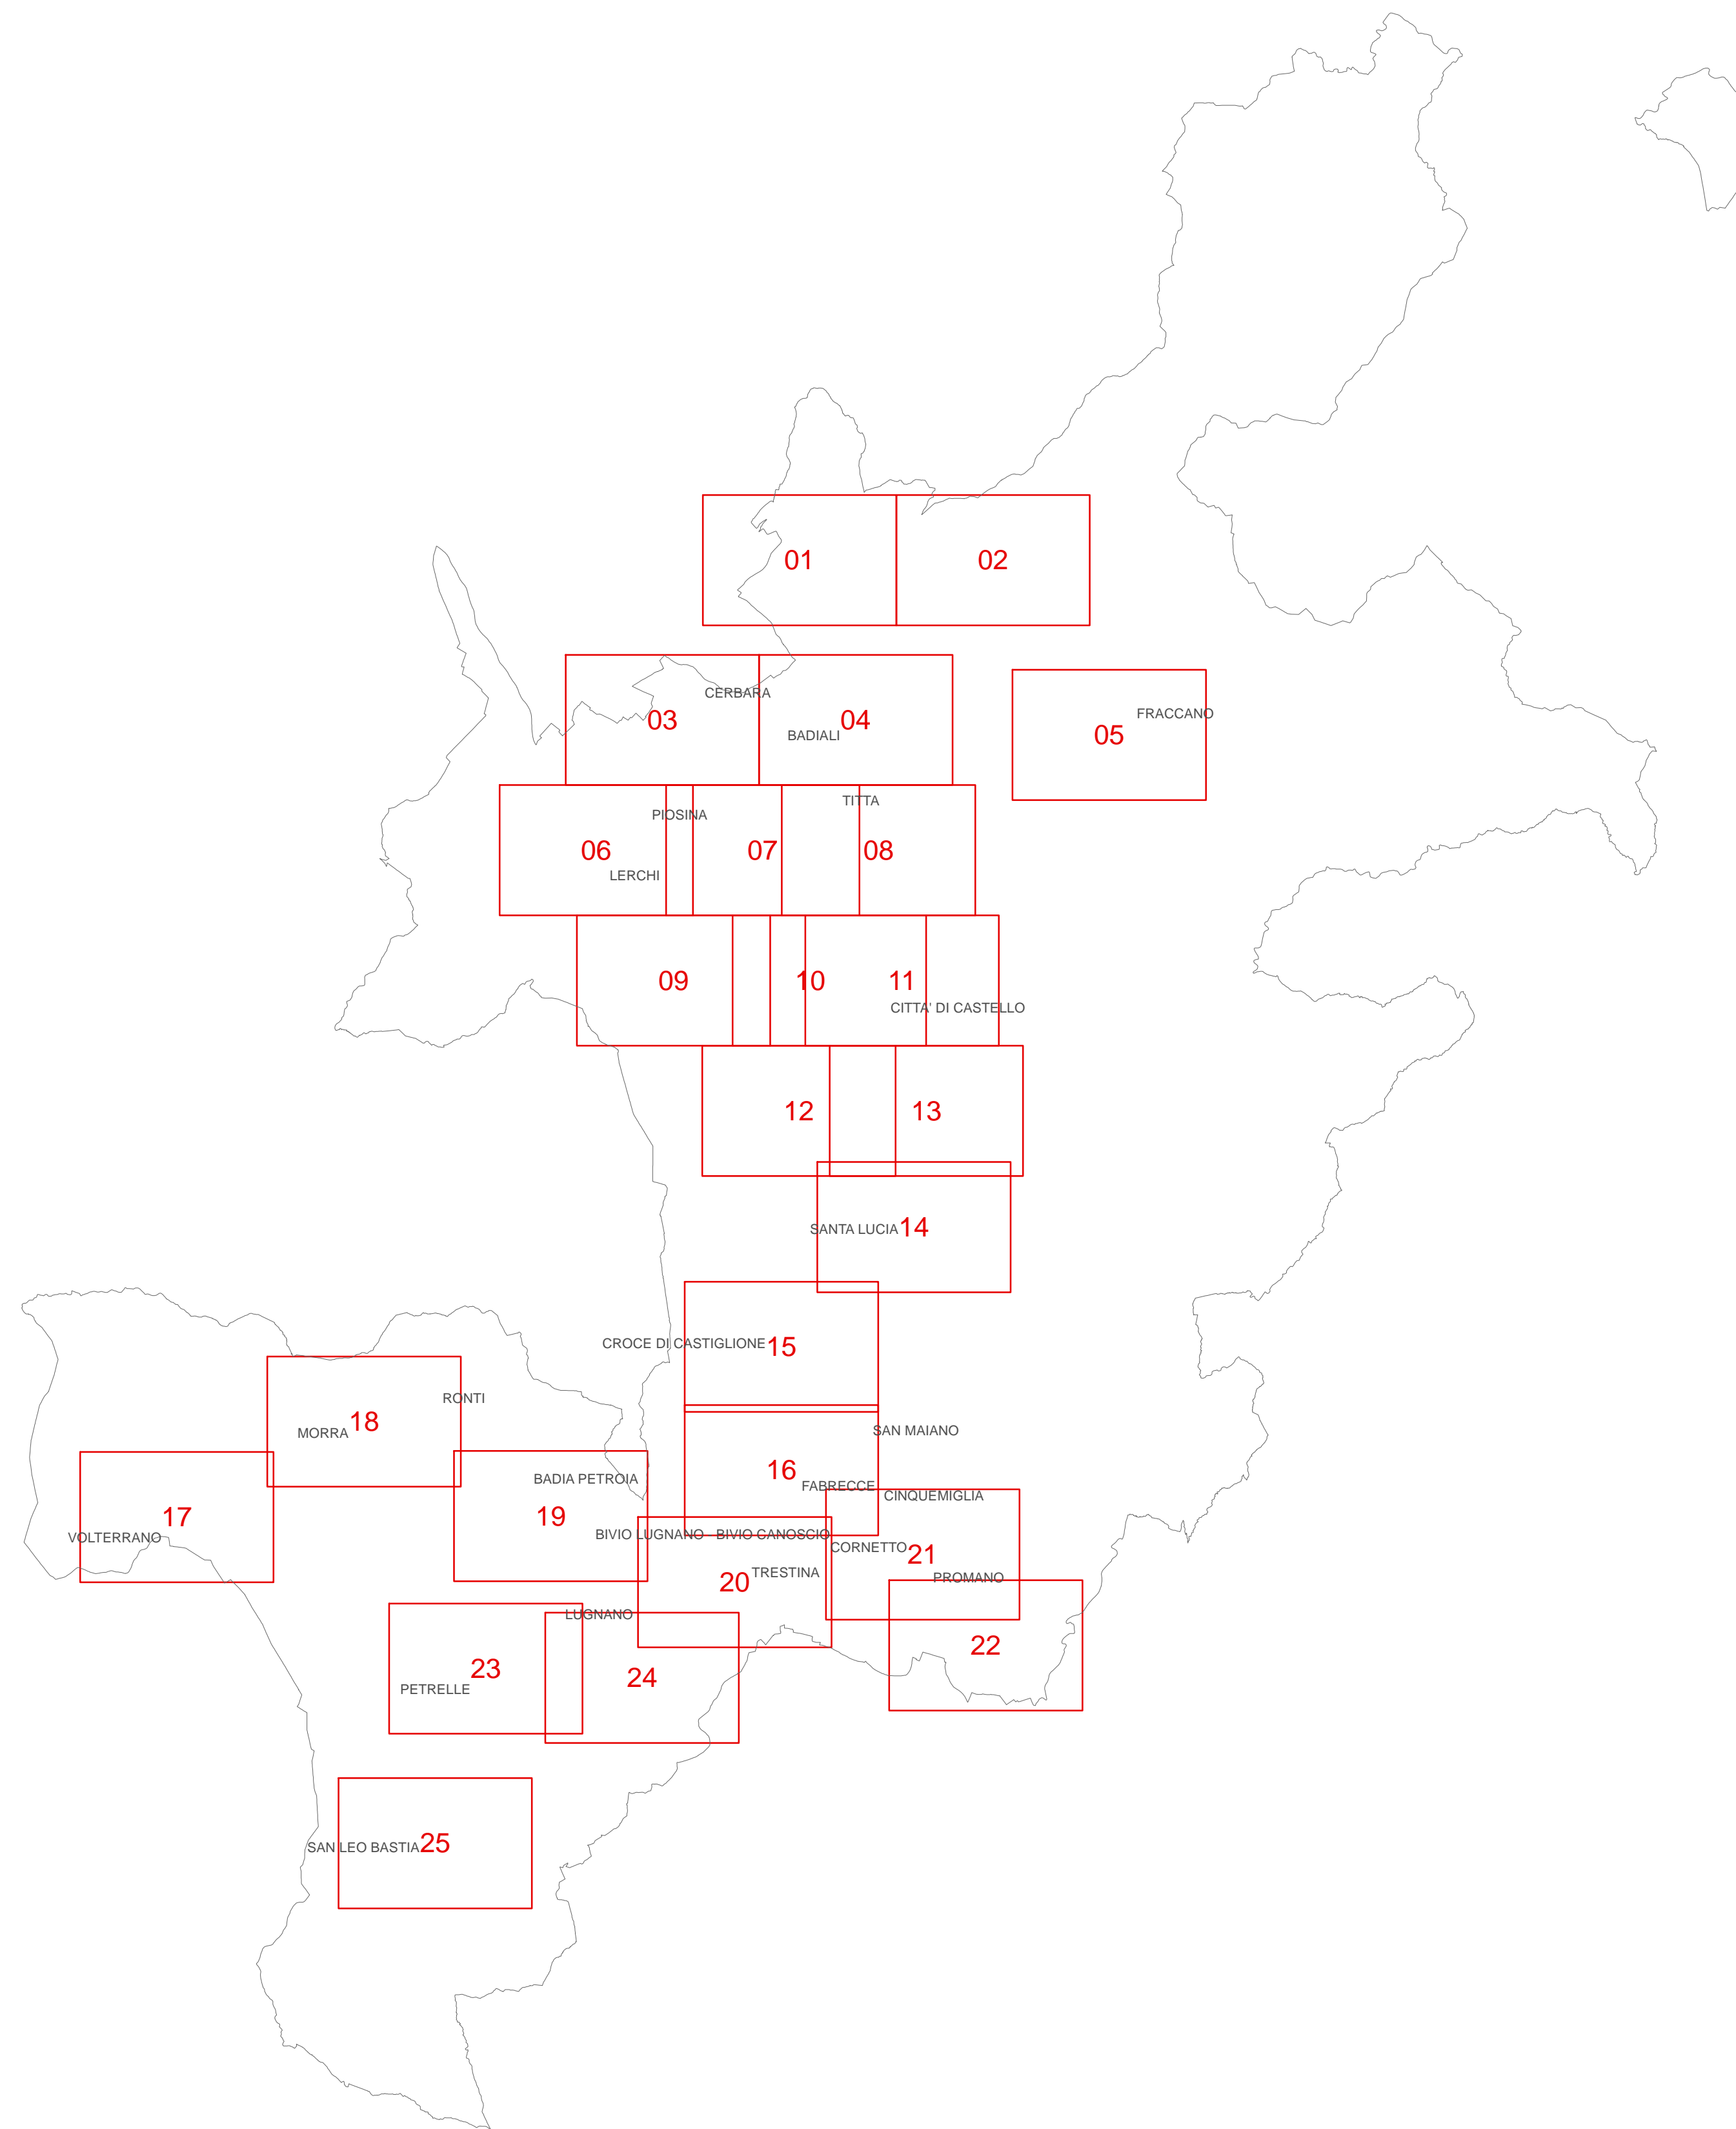 01
02
CERBARA
03
04
BADIALI
FRACCANO
05
TITTA
PIOSINA
06
07
08
LERCHI
09
10
11
CITTA' DI CASTELLO
12
13
SANTA LUCIA
14
CROCE DI CASTIGLIONE
15
RONTI
18
MORRA
SAN MAIANO
16
BADIA PETROIA
FABRECCE
CINQUEMIGLIA
17
19
VOLTERRANO
BIVIO LUGNANO
BIVIO CANOSCIO
CORNETTO
21
TRESTINA
20
PROMANO
LUGNANO
22
23
24
PETRELLE
SAN LEO BASTIA
25